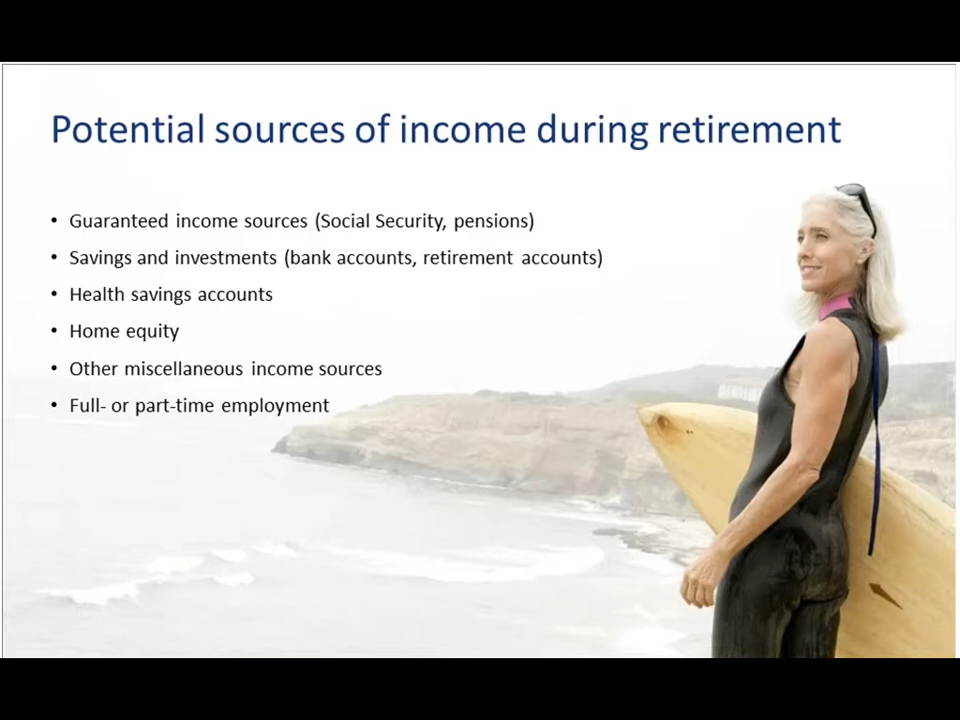 Potential sources of income during retirement
• Guaranteed income sources (Social Security, pensions)
• Savings and investments (bank accounts, retirement accounts)
• Health savings accounts
• Home equity
• Other miscellaneous income sources
• Full- or part-time employment